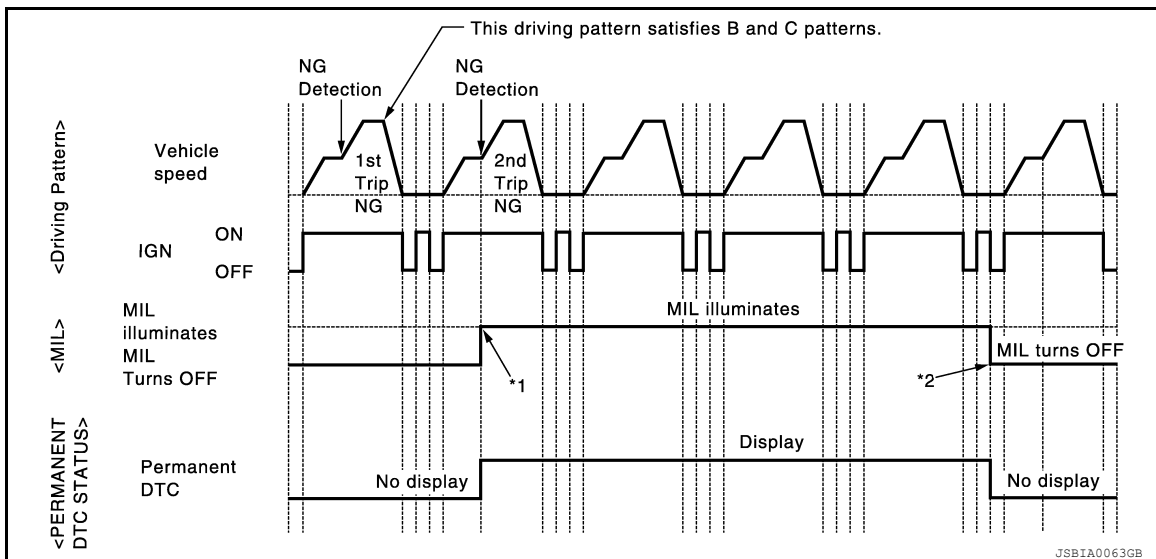 This driving pattern satisfies B and C patterns.
NG
Detection
NG
Detection
<Driving Pattern>
Vehicle
speed
1st
Trip
NG
2nd
Trip
NG
IGN
ON
OFF
<MIL>
MIL
illuminates
MIL
Turns OFF
MIL illuminates
*1
*2
MIL turns OFF
<PERMANENT
DTC STATUS>
Permanent
DTC
No display
Display
No display
JSBIA0063GB